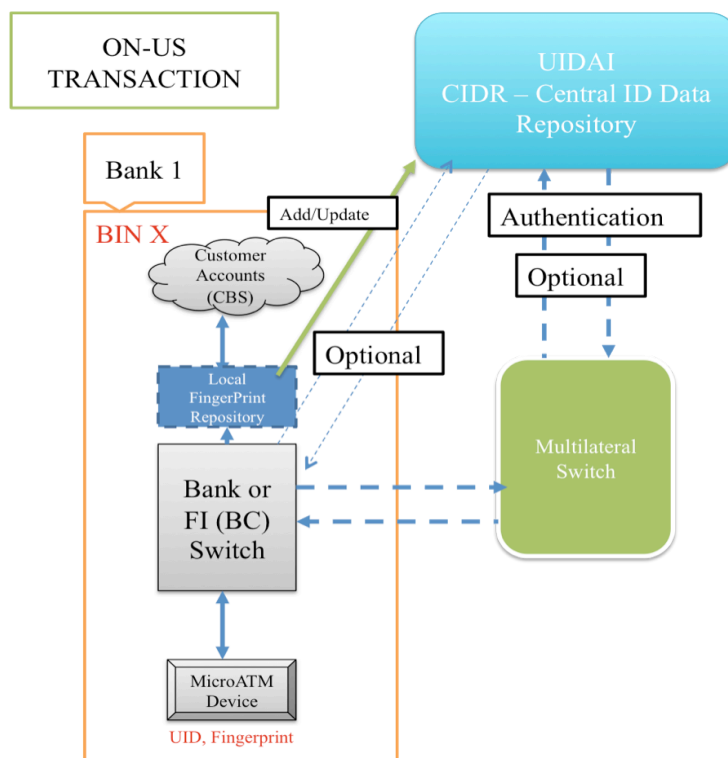 ON-US
TRANSACTION
UIDAI
CIDR – Central ID Data
Repository
Bank 1
Add/Update
Authentication
BIN X
Customer
Accounts
(CBS)
Optional
Optional
Local
FingerPrint
Repository
Multilateral
Switch
Bank or
FI (BC)
Switch
MicroATM
Device
UID, Fingerprint